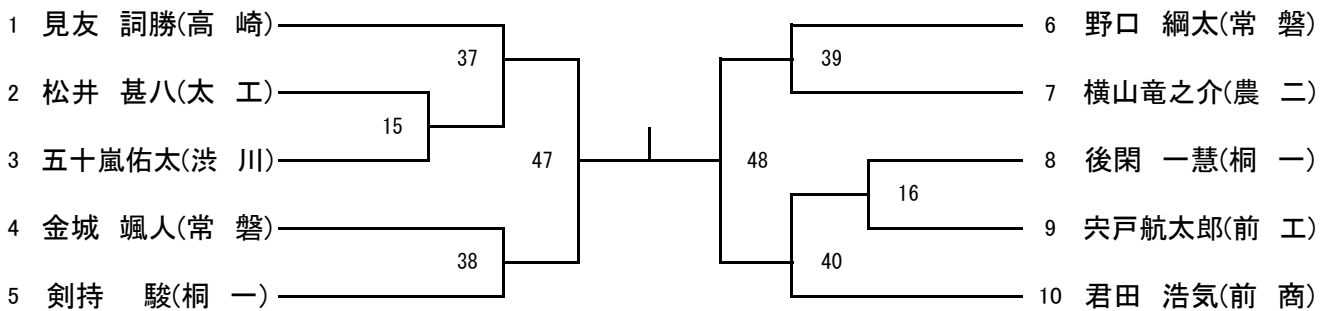 1 見友 詞勝(高 崎)
37
2 松井 甚八(太 工)
15
3 五十嵐佑太(渋 川)
47
4 金城 颯人(常 磐)
38
5 剣持 駿(桐 一)
6 野口 綱太(常 磐)
39
7 横山竜之介(農 二)
48
8 後閑 一慧(桐 一)
16
9 宍戸航太郎(前 工)
40
10 君田 浩気(前 商)